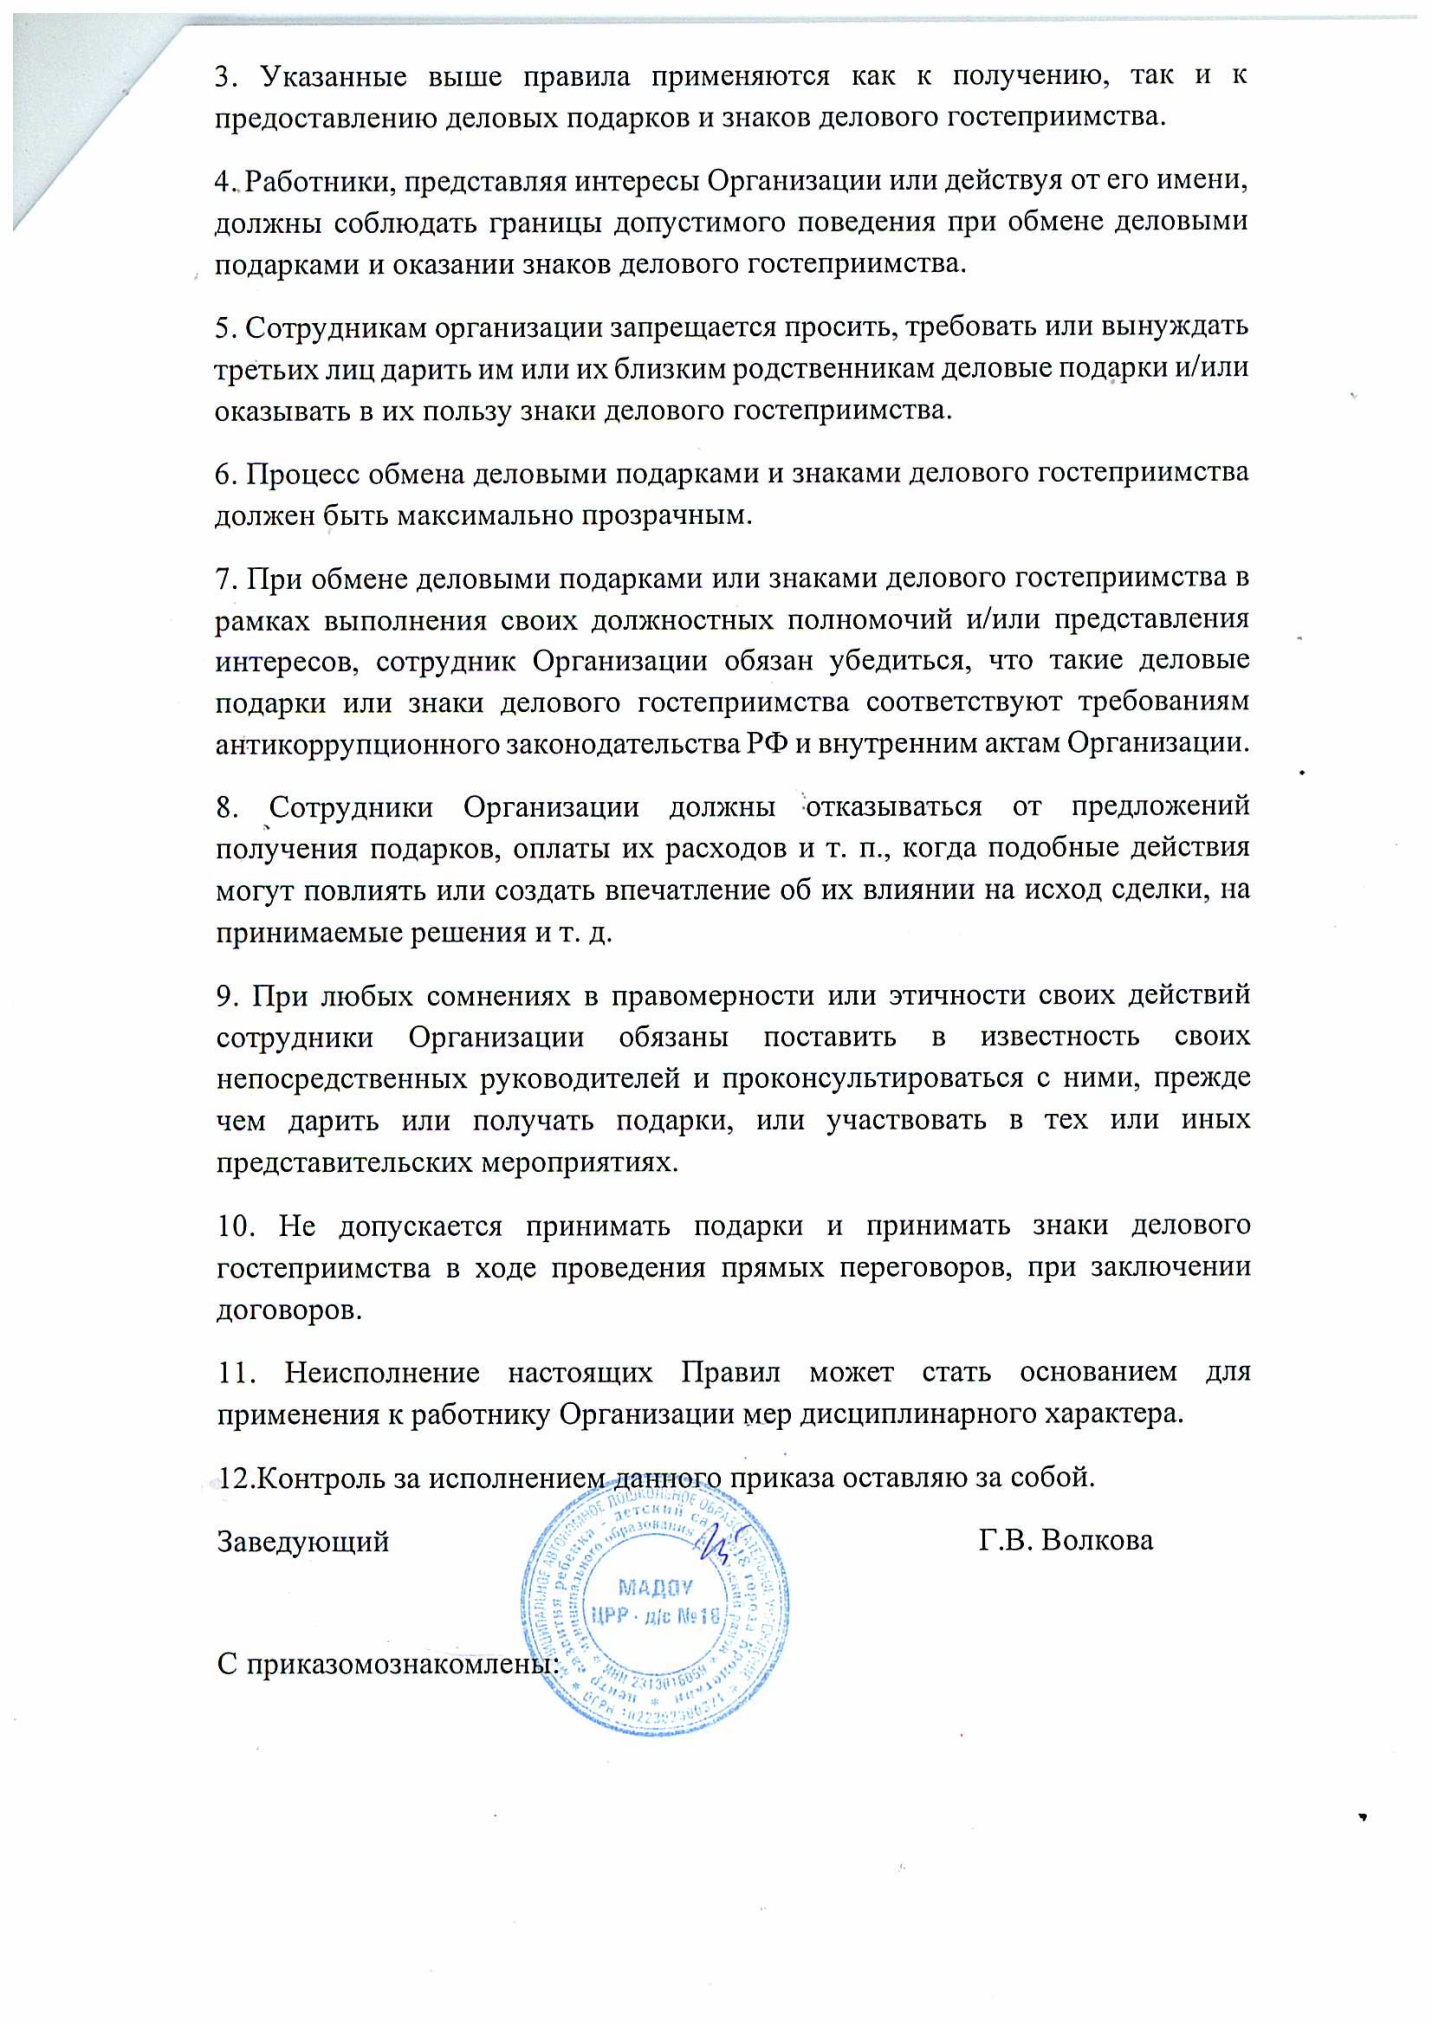 3. Указанные выше правила применяются как к получению, так и к
предоставлению деловых подарков и знаков делового гостеприимства.
4. Работники, представляя интересы Организации или действуя от его имени,
должны соблюдать границы допустимого поведения при обмене деловыми
подарками и оказании знаков делового гостеприимства.
5. Сотрудникам организации запрещается просить, требовать или вынуждать
третьих лиц дарить им или их близким родственникам деловые подарки и/или
оказывать в их пользу знаки делового гостеприимства.
6. Процесс обмена деловыми подарками и знаками делового гостеприимства
должен быть максимально прозрачным.
7. При обмене деловыми подарками или знаками делового гостеприимства в
рамках выполнения своих должностных полномочий и/или представления
интересов, сотрудник Организации обязан убедиться, что такие деловые
подарки или знаки делового гостеприимства соответствуют требованиям
антикоррупционного законодательства РФ и внутренним актам Организации.
8. Сотрудники Организации должны отказываться от предложений
получения подарков, оплаты их расходов и т. п., когда подобные действия
могут повлиять или создать впечатление об их влиянии на исход сделки, на
принимаемые решения и т. д.
9. При любых сомнениях в правомерности или этичности своих действий
сотрудники Организации обязаны поставить в известность своих
непосредственных руководителей и проконсультироваться с ними, прежде
чем дарить или получать подарки, или участвовать в тех или иных
представительских мероприятиях.
10. Не допускается принимать подарки и принимать знаки делового
гостеприимства в ходе проведения прямых переговоров, при заключении
договоров.
11. Неисполнение настоящих Правил может стать основанием для
применения к работнику Организации мер дисциплинарного характера.
12.Контроль за исполнением данного приказа оставляю за собой.
Заведующий Г.В. Волкова
МАДОУ
ЦРР - д/с №18
С приказомознакомлены: